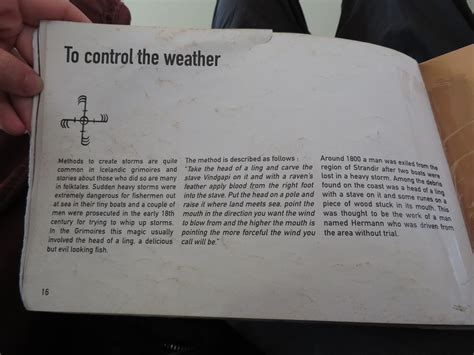 To control the weather
Methods to create storms are quite
common in Icelandic grimoires and
stories about those who did so are many
in folktales. Sudden heavy storms were
extremely dangerous for fishermen out
at sea in their tiny boats and a couple of
men were prosecuted in the early 18th
century for trying to whip up storms.
In the Grimoires this magic usually
involved the head of a ling, a delicious
but evil looking fish.
The method is described as follows :
"Take the head of a ling and carve the
stave Vindgapi on it and with a raven's
feather apply blood from the right foot
into the stave. Put the head on a pole and
raise it where land meets sea, point the
mouth in the direction you want the wind
to blow from and the higher the mouth is
pointing the more forceful the wind you
call will be."
Around 1800 a man was exiled from the
region of Strandir after two boats were
lost in a heavy storm. Among the debris
found on the coast was a head of a ling
with a stave on it and some runes on a
piece of wood stuck in its mouth. This
was thought to be the work of a man
named Hermann who was driven from
the area without trial.
16